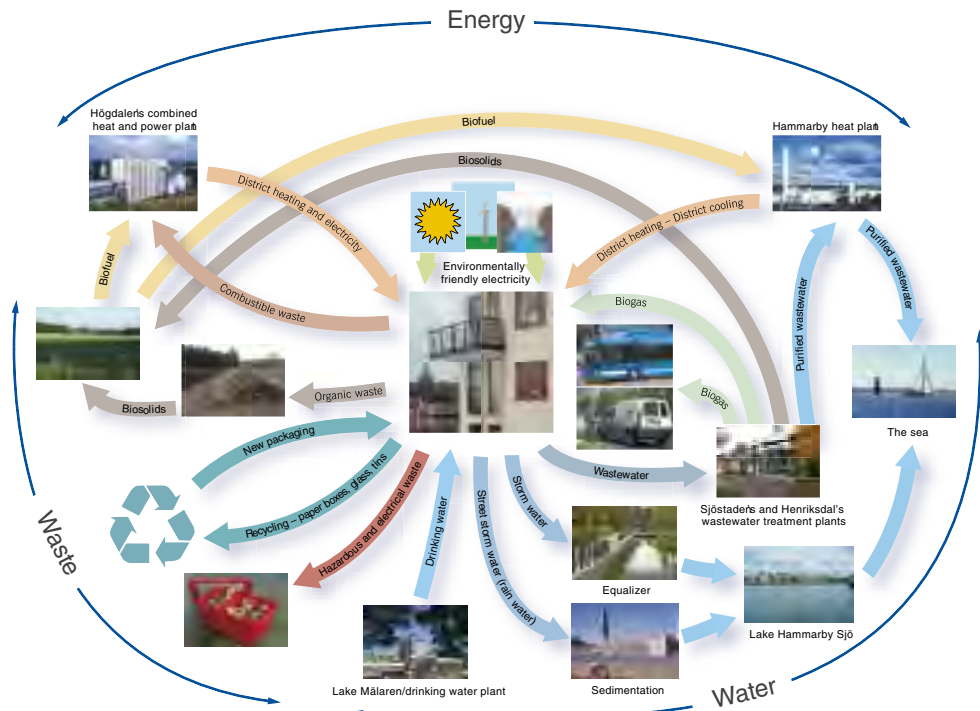 Energy
Högdalen's combined
heat and power plant
Hammarby heat plant
Biofuel
Biosolids
District heating and electricity
District heating – District cooling
Environmentally
friendly electricity
Biofuel
Combustible waste
Biogas
Purified wastewater
Purified wastewater
Organic waste
Biosolids
Biogas
The sea
New packaging
Wastewater
Sjöstaden's and Henriksdal's
wastewater treatment plants
Recycling – paper boxes, glass, tins
Hazardous and electrical waste
Drinking water
Street storm water (rain water)
Storm
water
Waste
Equalizer
Lake Hammarby Sjö
Lake Mälaren/drinking water plant
Sedimentation
Water